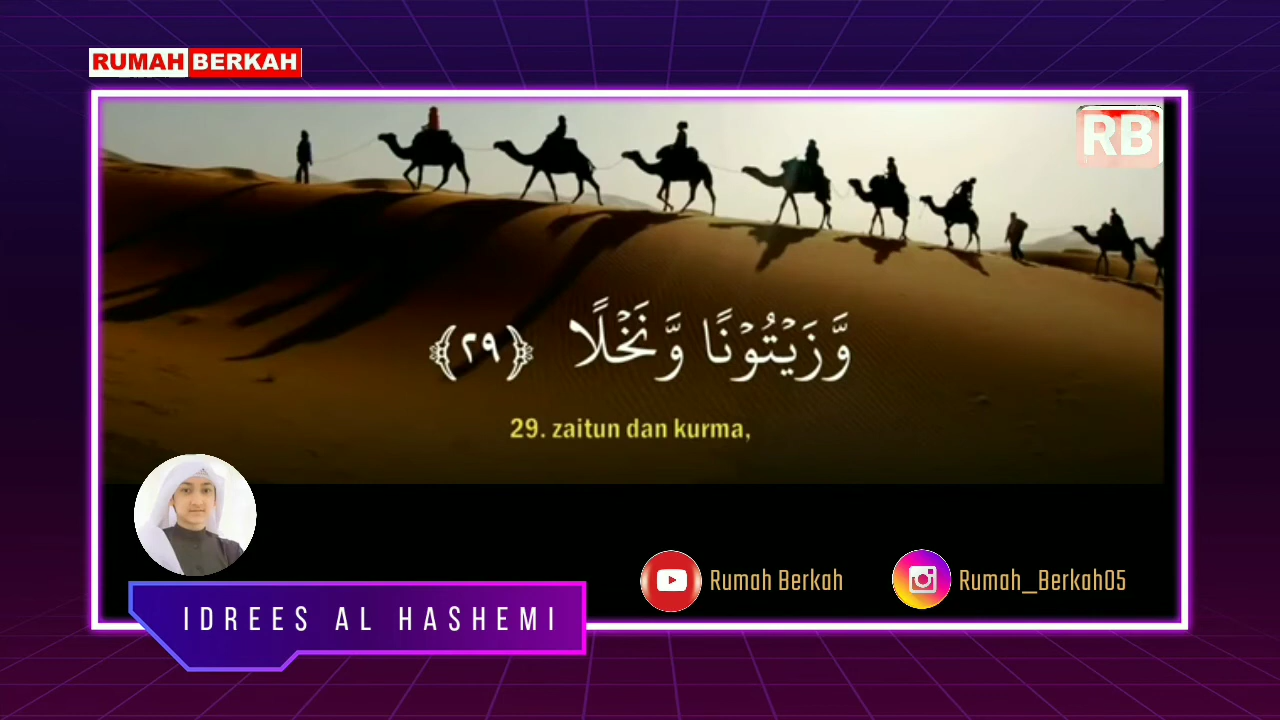 RUMAH BERKAH
RB
وَّزَيْتُوْنًا وَّنَخْلًا ﴿٢٩﴾
29. zaitun dan kurma,
Rumah Berkah
Rumah_Berkah05
IDREES AL HASHEMI